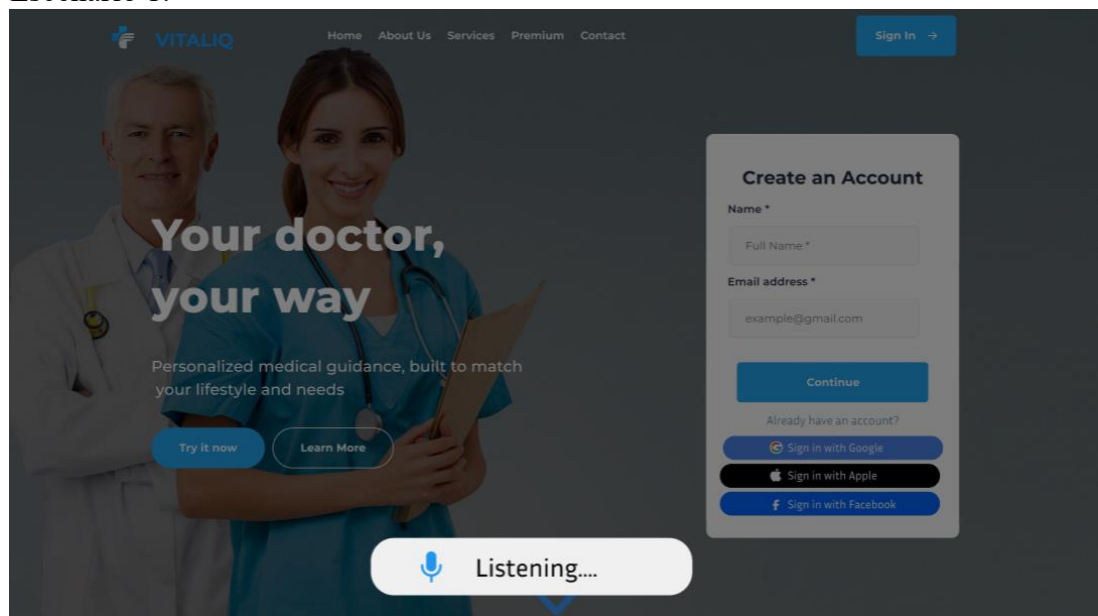 VITALIQ
Home About Us Services Premium Contact
Sign In →
Your doctor,
your way
Personalized medical guidance, built to match
your lifestyle and needs
Try it now
Learn More
Create an Account
Name *
Full Name *
Email address *
example@gmail.com
Continue
Already have an account?
Sign in with Google
Sign in with Apple
Sign in with Facebook
Listening....